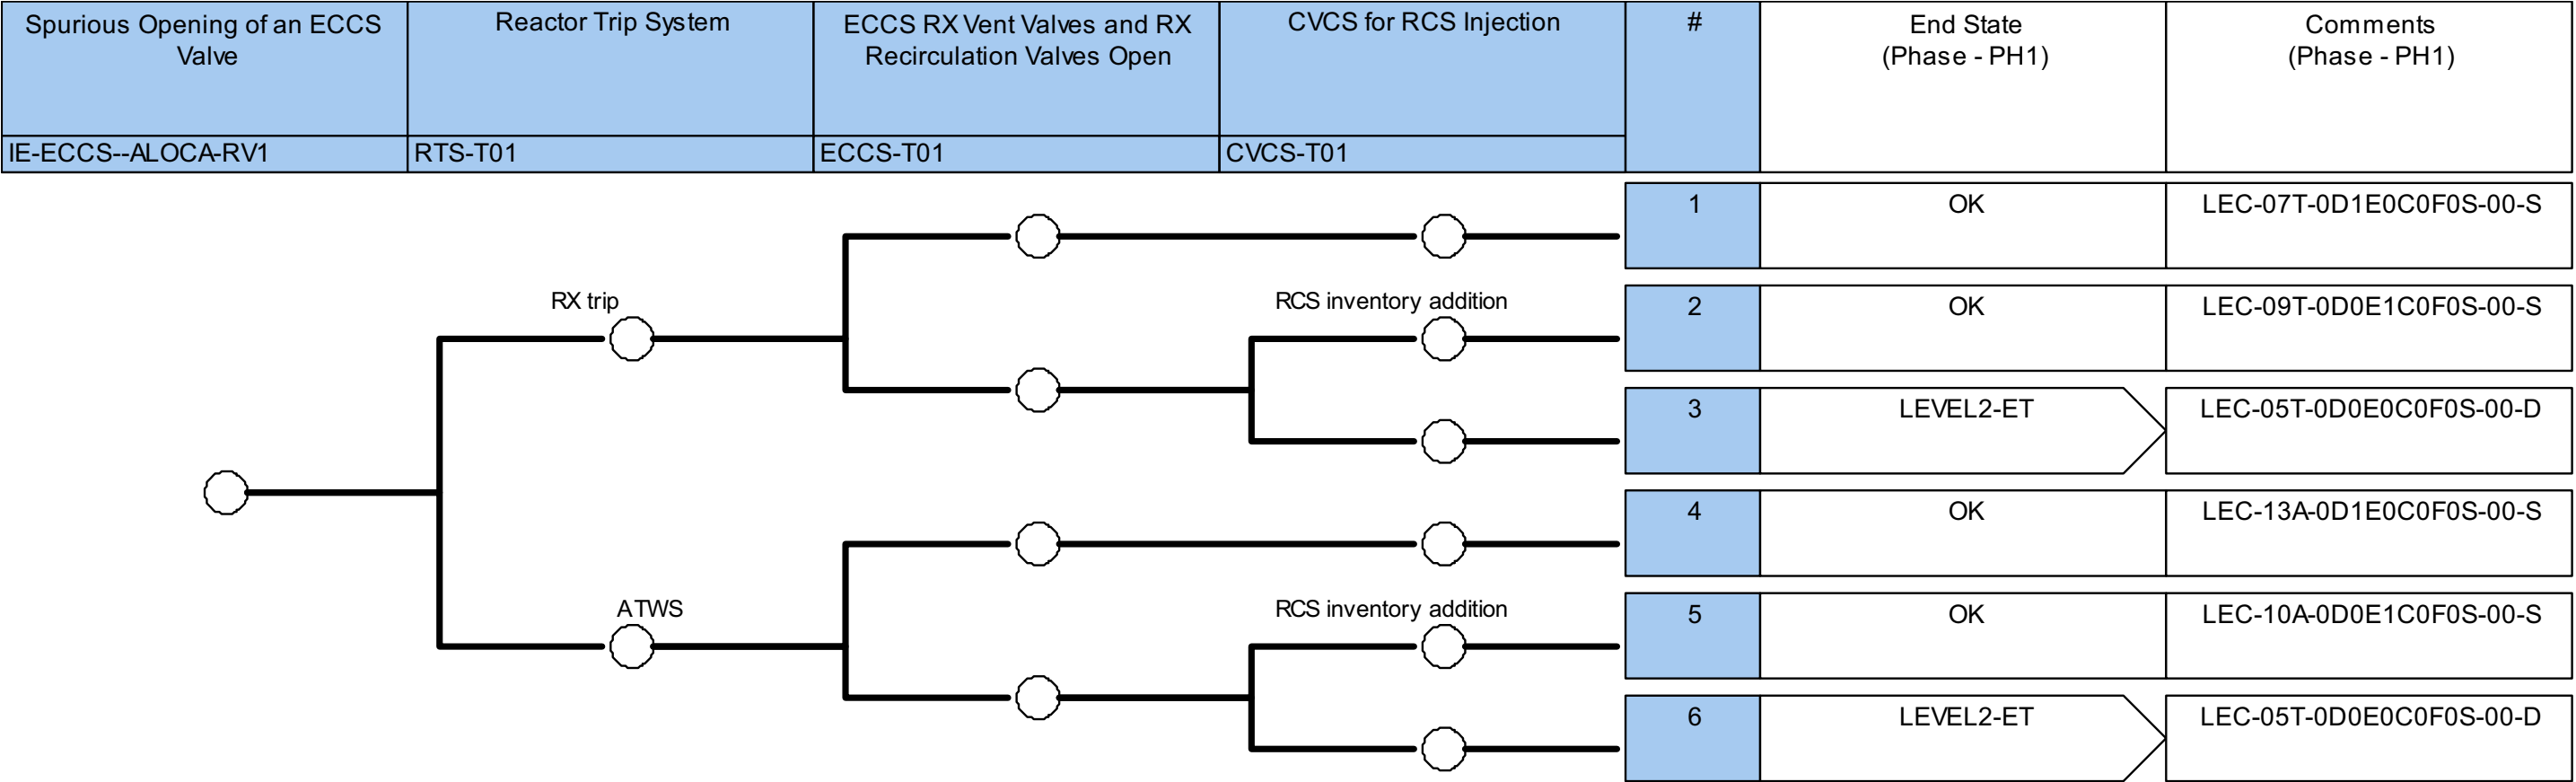 Spurious Opening of an ECCS
Valve
Reactor Trip System
ECCS RX Vent Valves and RX
Recirculation Valves Open
CVCS for RCS Injection
#
End State
(Phase - PH1)
Comments
(Phase - PH1)
IE-ECCS--ALOCA-RV1
RTS-T01
ECCS-T01
CVCS-T01
1
OK
LEC-07T-0D1E0C0F0S-00-S
RX trip
RCS inventory addition
2
OK
LEC-09T-0D0E1C0F0S-00-S
3
LEVEL2-ET
LEC-05T-0D0E0C0F0S-00-D
4
OK
LEC-13A-0D1E0C0F0S-00-S
ATWS
RCS inventory addition
5
OK
LEC-10A-0D0E1C0F0S-00-S
6
LEVEL2-ET
LEC-05T-0D0E0C0F0S-00-D